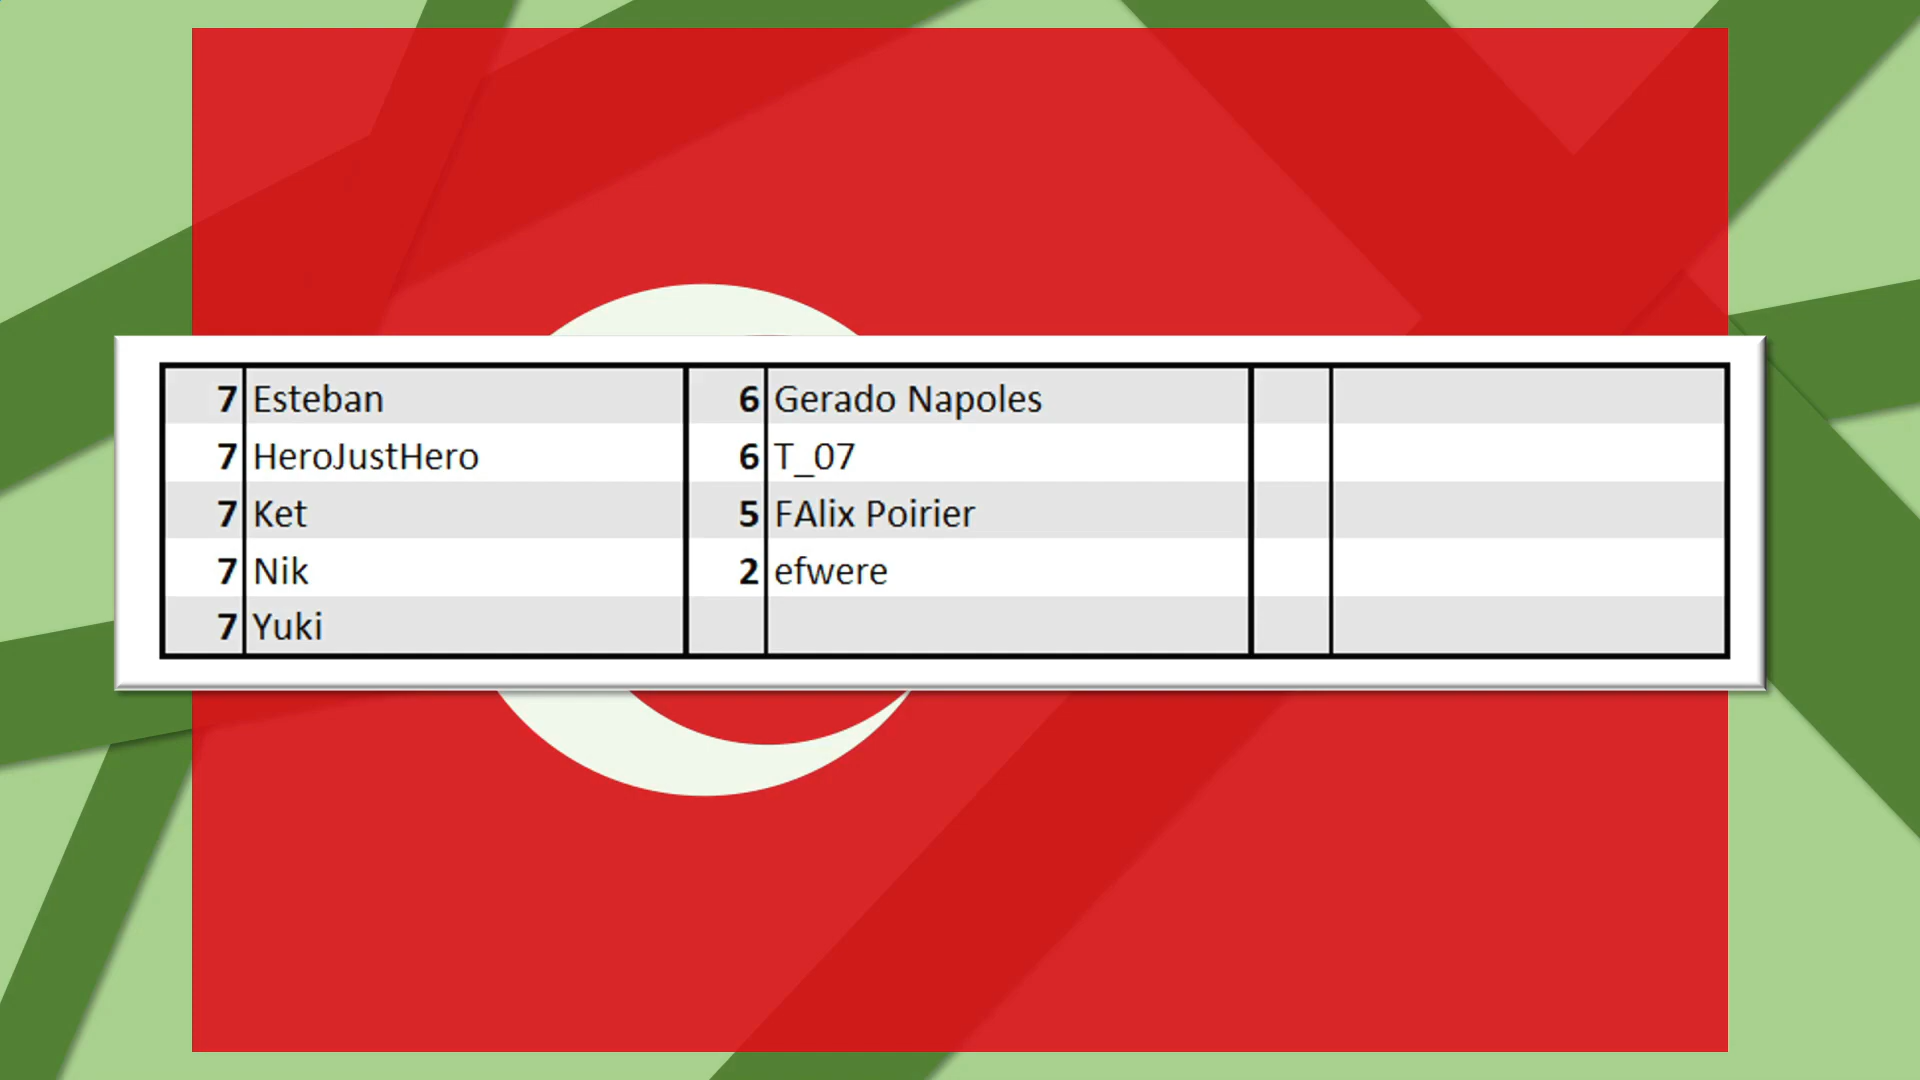 7 Esteban 6 Gerado Napoles
7 HeroJustHero 6 T_07
7 Ket 5 FAlix Poirier
7 Nik 2 efwere
7 Yuki